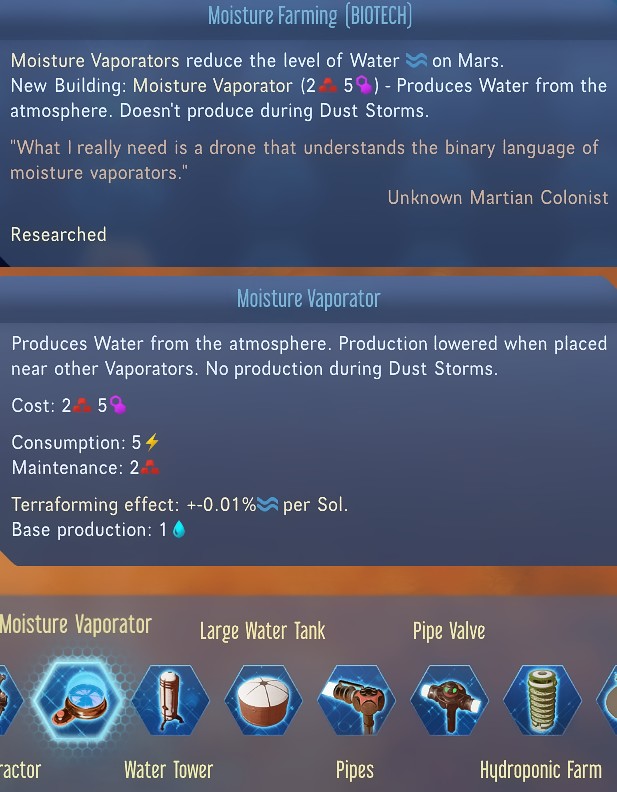 Moisture Farming (BIOTECH)
Moisture Vaporators reduce the level of Water on Mars.
New Building: Moisture Vaporator (2 5) - Produces Water from the
atmosphere. Doesn't produce during Dust Storms.
"What I really need is a drone that understands the binary language of
moisture vaporators."
Unknown Martian Colonist
Researched
Moisture Vaporator
Produces Water from the atmosphere. Production lowered when placed
near other Vaporators. No production during Dust Storms.
Cost: 2 5
Consumption: 5
Maintenance: 2
Terraforming effect: +-0.01% per Sol.
Base production: 1
Moisture Vaporator
Large Water Tank
Pipe Valve
ractor
Water Tower
Pipes
Hydroponic Farm